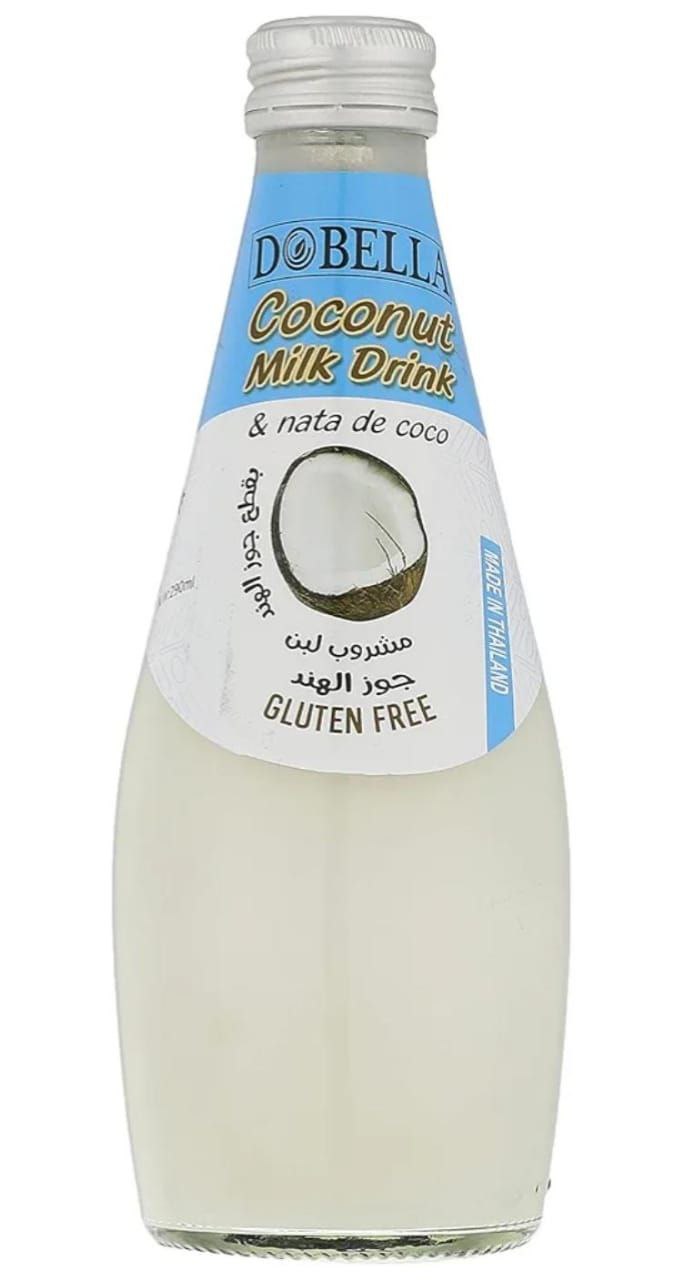 DOBELLA
Coconut
Milk Drink
& nata de coco
بقطع جوز الهند
290ml
مشروب لبن
جوز الهند
GLUTEN FREE
MADE IN THAILAND